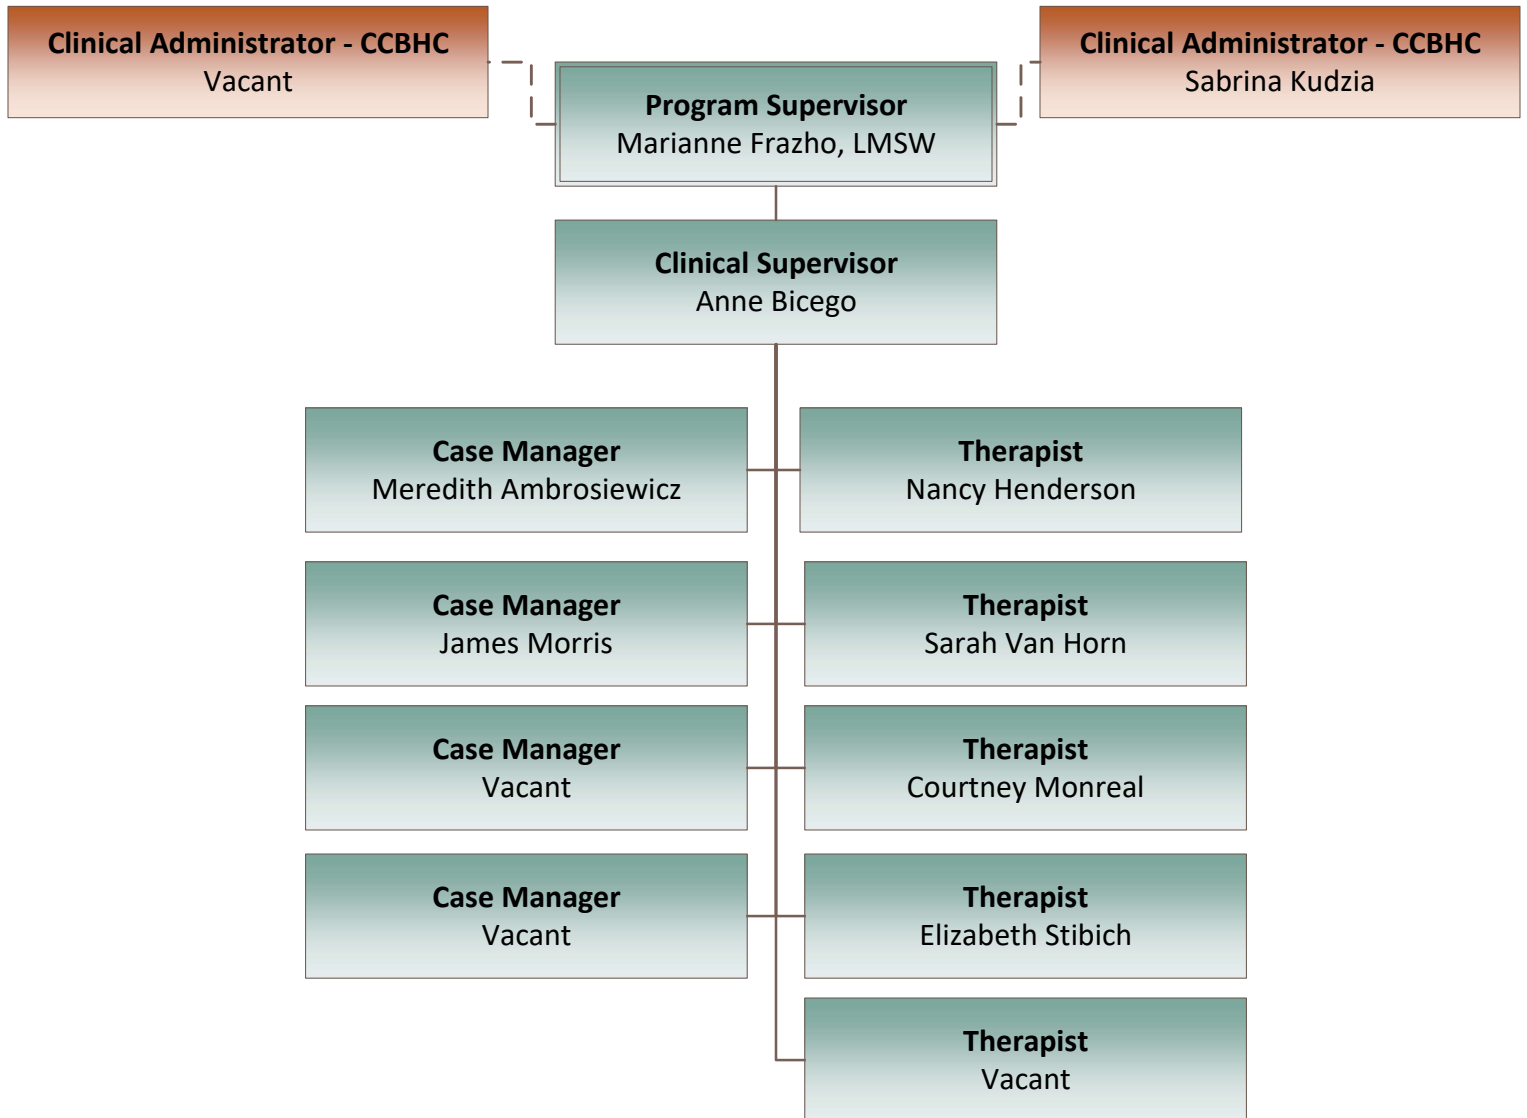 Clinical Administrator - CCBHC
Vacant
Clinical Administrator - CCBHC
Sabrina Kudzia
Program Supervisor
Marianne Frazho, LMSW
Clinical Supervisor
Anne Bicego
Case Manager
Meredith Ambrosiewicz
Therapist
Nancy Henderson
Case Manager
James Morris
Therapist
Sarah Van Horn
Case Manager
Vacant
Therapist
Courtney Monreal
Case Manager
Vacant
Therapist
Elizabeth Stibich
Therapist
Vacant